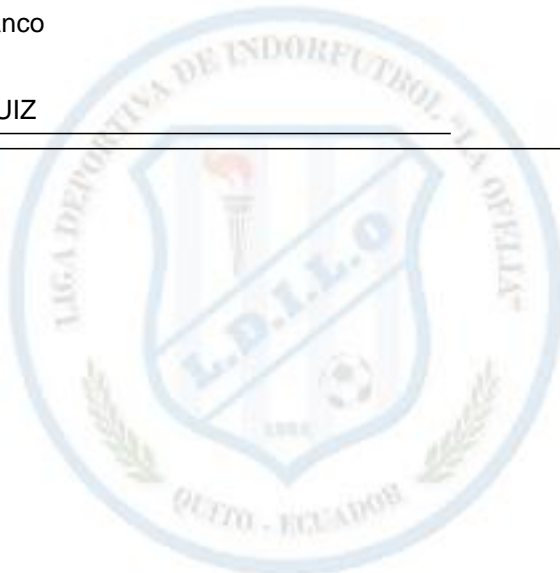 anco
UIZ
LIGA DEPORTIVA DE INDORFUTBOL "LA OFELIA"
L.D.I.L.O
QUITO - ECUADOR